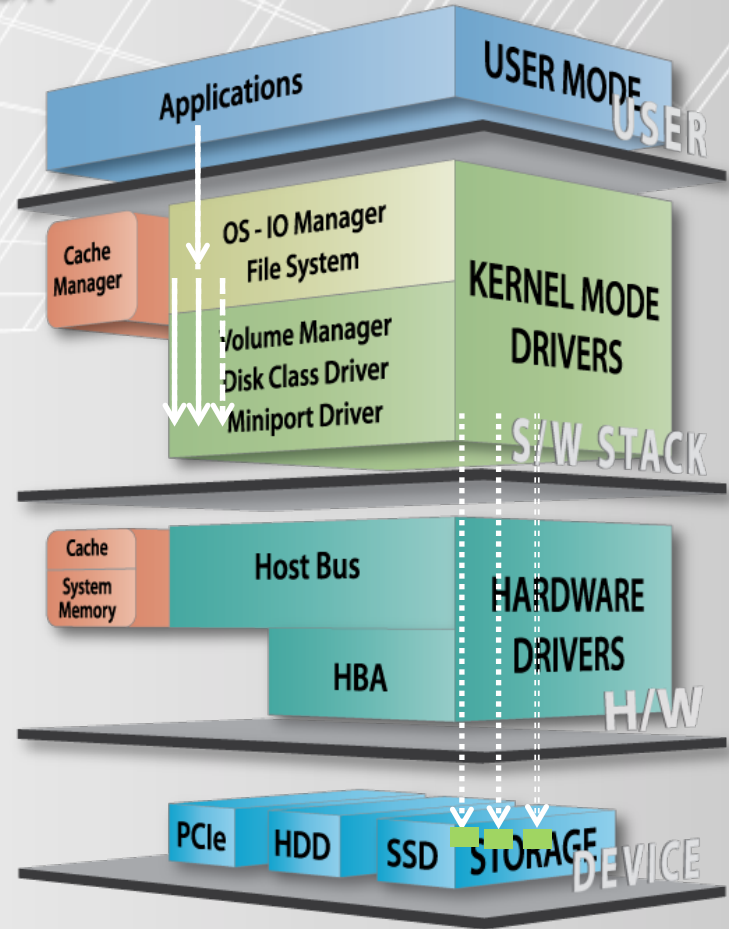 Applications
USER MODE
USER
Cache
Manager
OS - IO Manager
File System
Volume Manager
Disk Class Driver
Miniport Driver
KERNEL MODE
DRIVERS
S/W STACK
Cache
System
Memory
Host Bus
HBA
HARDWARE
DRIVERS
H/W
PCIe
HDD
SSD
STORAGE
DEVICE